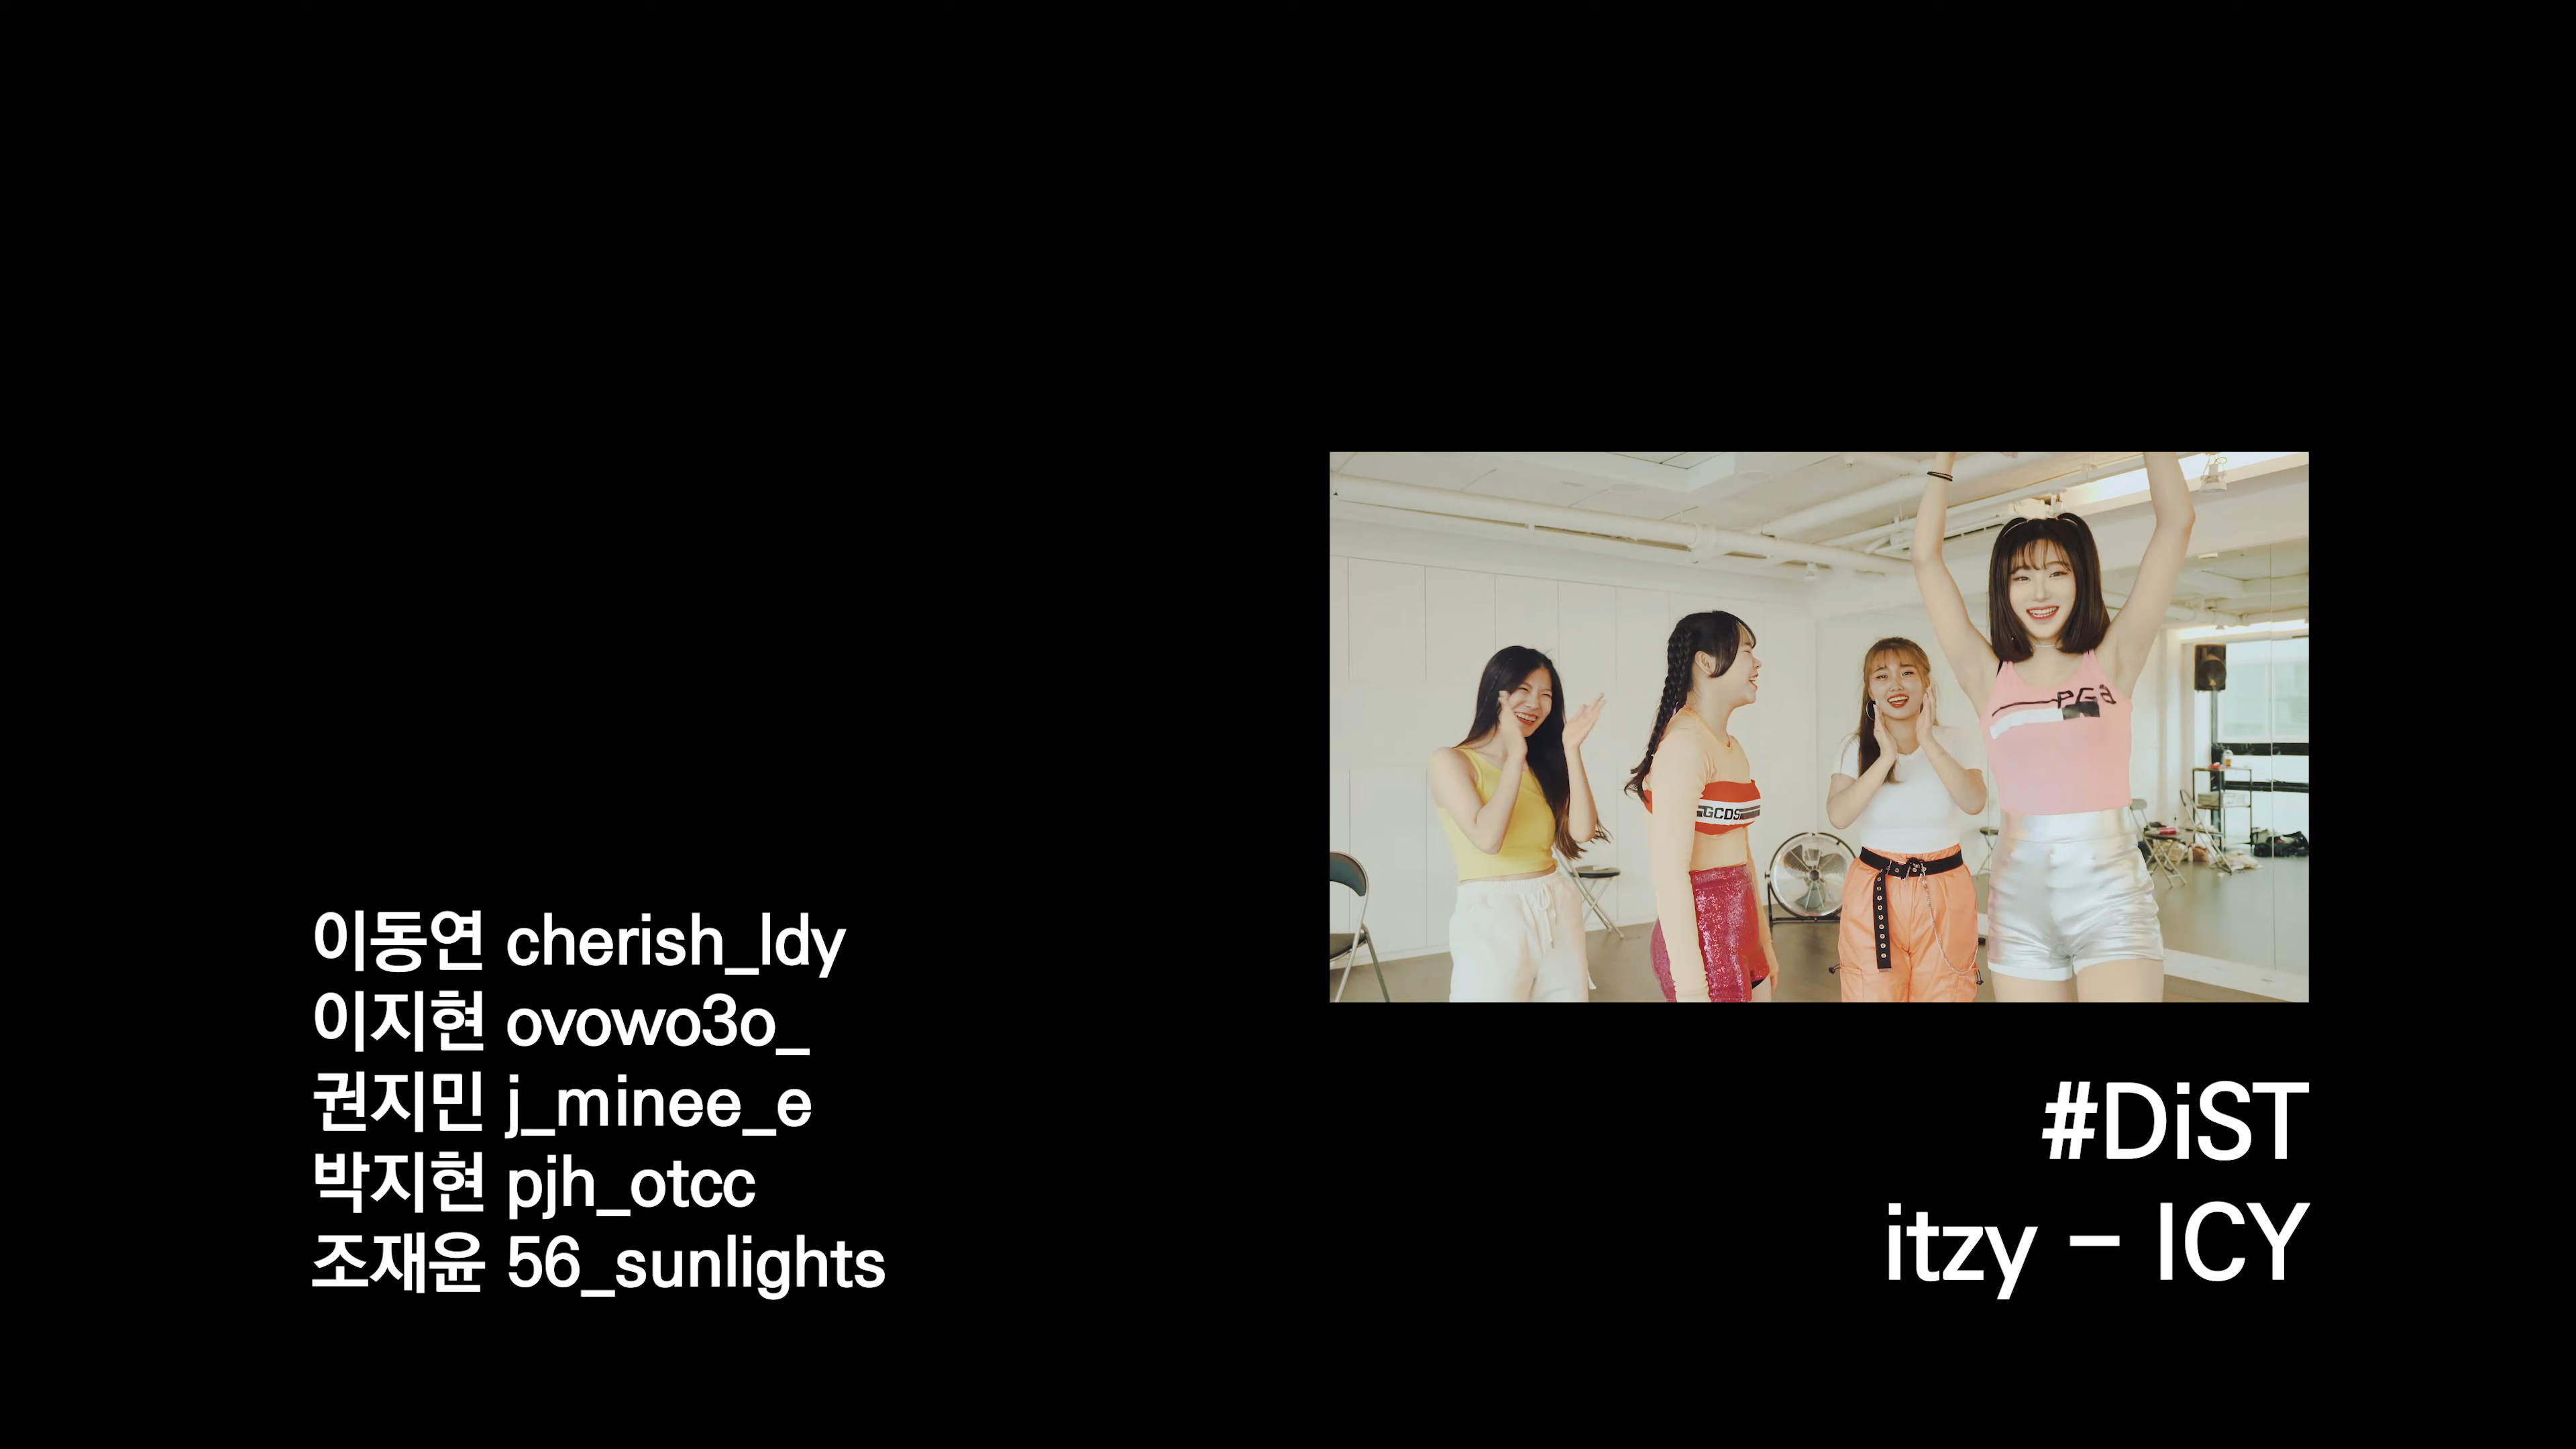 이동연 cherish_ldy
이지현 ovowo3o_
권지민 j_minee_e
박지현 pjh_otcc
조재윤 56_sunlights
GCDS
#DiST
itzy - ICY